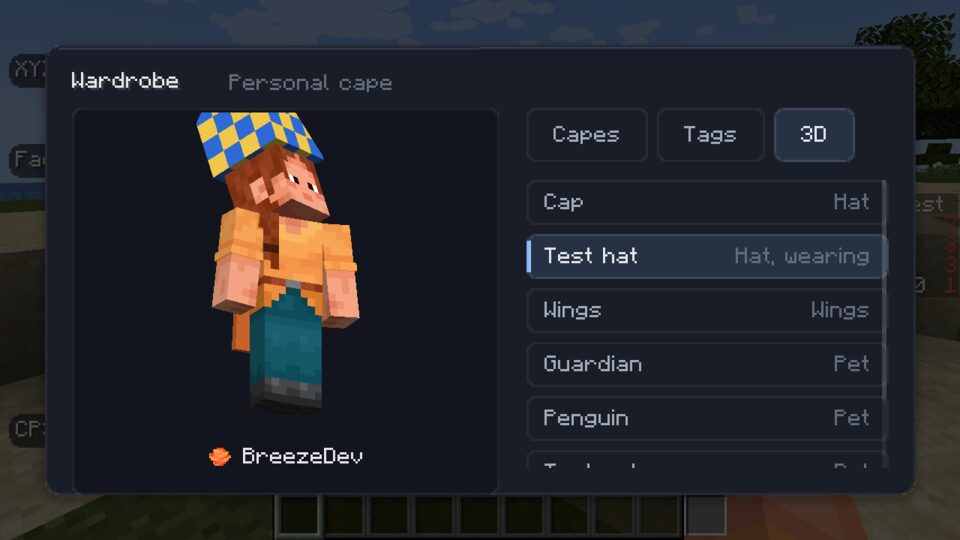 Wardrobe
Personal cape
Capes
Tags
3D
Cap
Hat
Test hat
Hat, wearing
Wings
Wings
Guardian
Pet
Penguin
Pet
BreezeDev